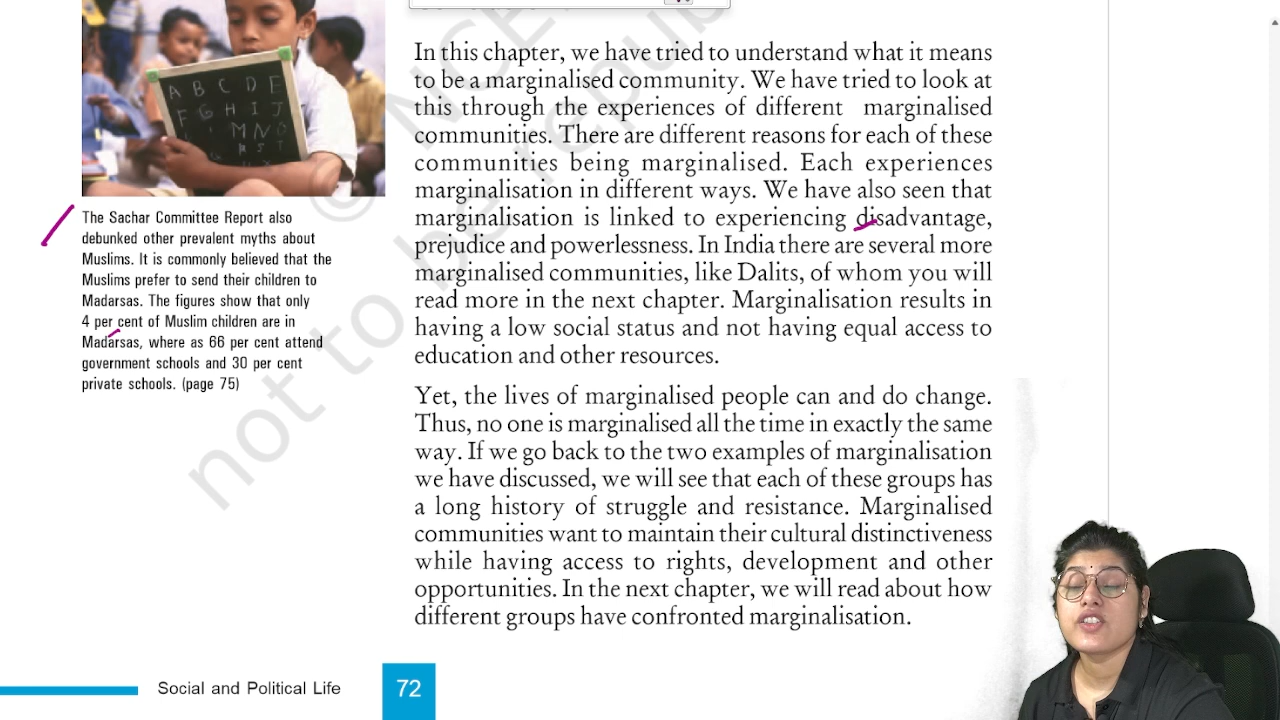 A B C D E
F G H I J
M N O
The Sachar Committee Report also
debunked other prevalent myths about
Muslims. It is commonly believed that the
Muslims prefer to send their children to
Madarsas. The figures show that only
4 per cent of Muslim children are in
Madarsas, where as 66 per cent attend
government schools and 30 per cent
private schools. (page 75)
In this chapter, we have tried to understand what it means
to be a marginalised community. We have tried to look at
this through the experiences of different marginalised
communities. There are different reasons for each of these
communities being marginalised. Each experiences
marginalisation in different ways. We have also seen that
marginalisation is linked to experiencing disadvantage,
prejudice and powerlessness. In India there are several more
marginalised communities, like Dalits, of whom you will
read more in the next chapter. Marginalisation results in
having a low social status and not having equal access to
education and other resources.
Yet, the lives of marginalised people can and do change.
Thus, no one is marginalised all the time in exactly the same
way. If we go back to the two examples of marginalisation
we have discussed, we will see that each of these groups has
a long history of struggle and resistance. Marginalised
communities want to maintain their cultural distinctiveness
while having access to rights, development and other
opportunities. In the next chapter, we will read about how
different groups have confronted marginalisation.
© NCE
not to be repub
Social and Political Life
72